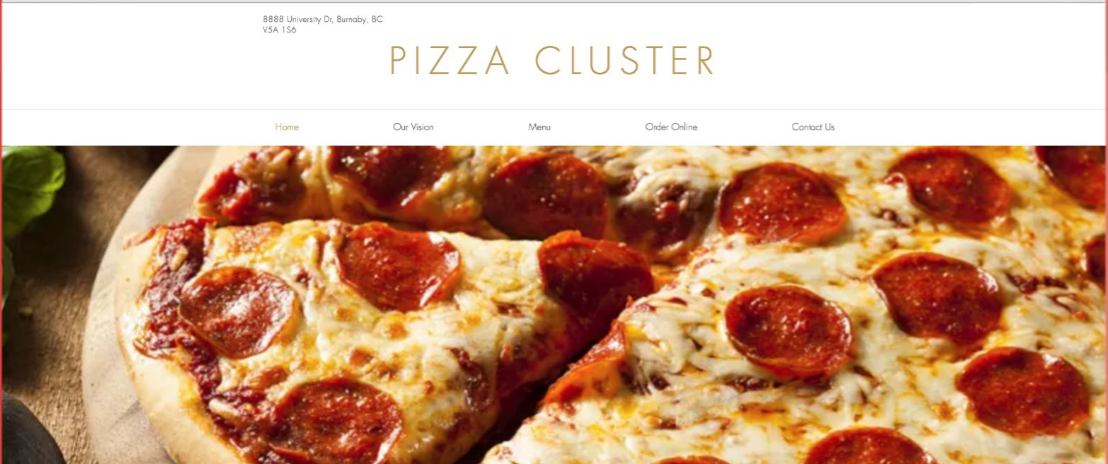 8888 University Dr, Burnaby, BC
V5A 1S6
PIZZA CLUSTER
Home Our Vision Menu Order Online Contact Us